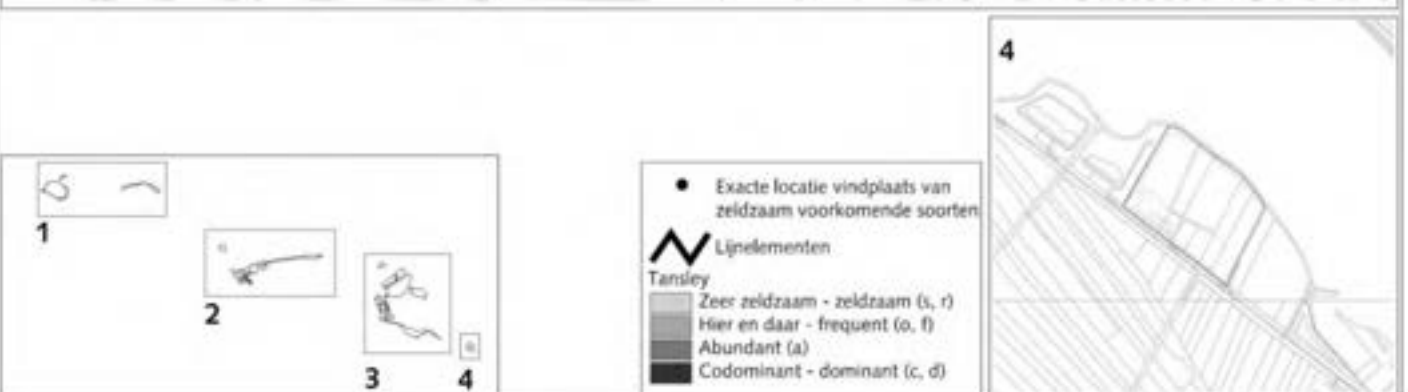 4
1
2
3
4
Exacte locatie vindplaats van
zeldzaam voorkomende soorten
Lijnelementen
Tansley
Zeer zeldzaam - zeldzaam (s, r)
Hier en daar - frequent (o, f)
Abundant (a)
Codominant - dominant (c, d)